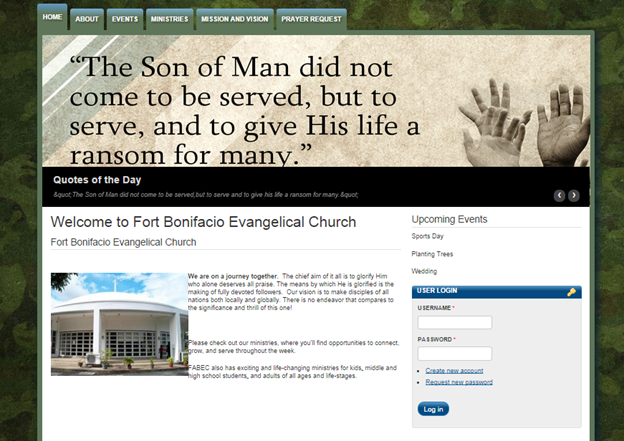 HOME
ABOUT
EVENTS
MINISTRIES
MISSION AND VISION
PRAYER REQUEST
“The Son of Man did not
come to be served, but to
serve, and to give His life a
ransom for many.”
Quotes of the Day
&quot;The Son of Man did not come to be served,but to serve and to give his life a ransom for many.&quot;
Welcome to Fort Bonifacio Evangelical Church
Fort Bonifacio Evangelical Church
We are on a journey together. The chief aim of it all is to glorify Him
who alone deserves all praise. The means by which He is glorified is the
making of fully devoted followers. Our vision is to make disciples of all
nations both locally and globally. There is no endeavor that compares to
the significance and thrill of this one!
Please check out our ministries, where you'll find opportunities to connect,
grow, and serve throughout the week.
FABEC also has exciting and life-changing ministries for kids, middle and
high school students, and adults of all ages and life-stages.
Upcoming Events
Sports Day
Planting Trees
Wedding
USER LOGIN
USERNAME *
PASSWORD *
Create new account
Request new password
Log in